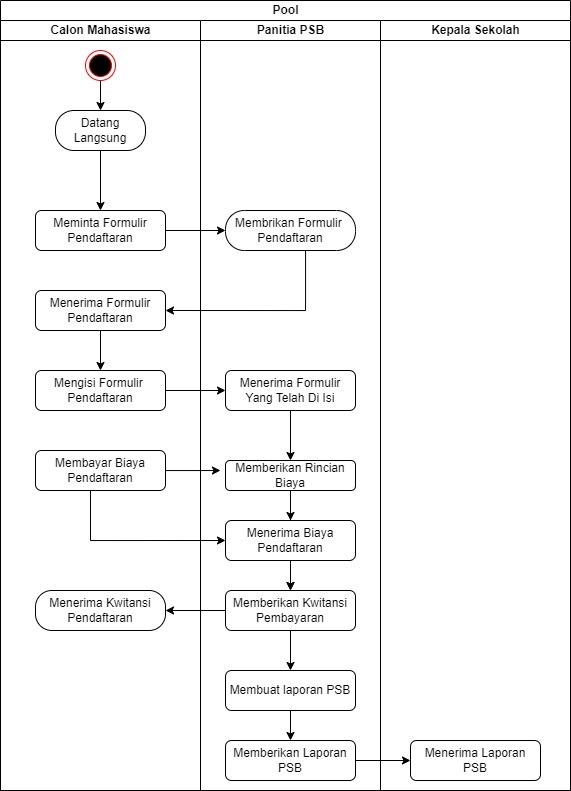 Pool
Calon Mahasiswa
Panitia PSB
Kepala Sekolah
Datang
Langsung
Meminta Formulir
Pendaftaran
Membrikan Formulir
Pendaftaran
Menerima Formulir
Pendaftaran
Mengisi Formulir
Pendaftaran
Menerima Formulir
Yang Telah Di Isi
Membayar Biaya
Pendaftaran
Memberikan Rincian
Biaya
Menerima Biaya
Pendaftaran
Menerima Kwitansi
Pendaftaran
Memberikan Kwitansi
Pembayaran
Membuat laporan PSB
Memberikan Laporan
PSB
Menerima Laporan
PSB